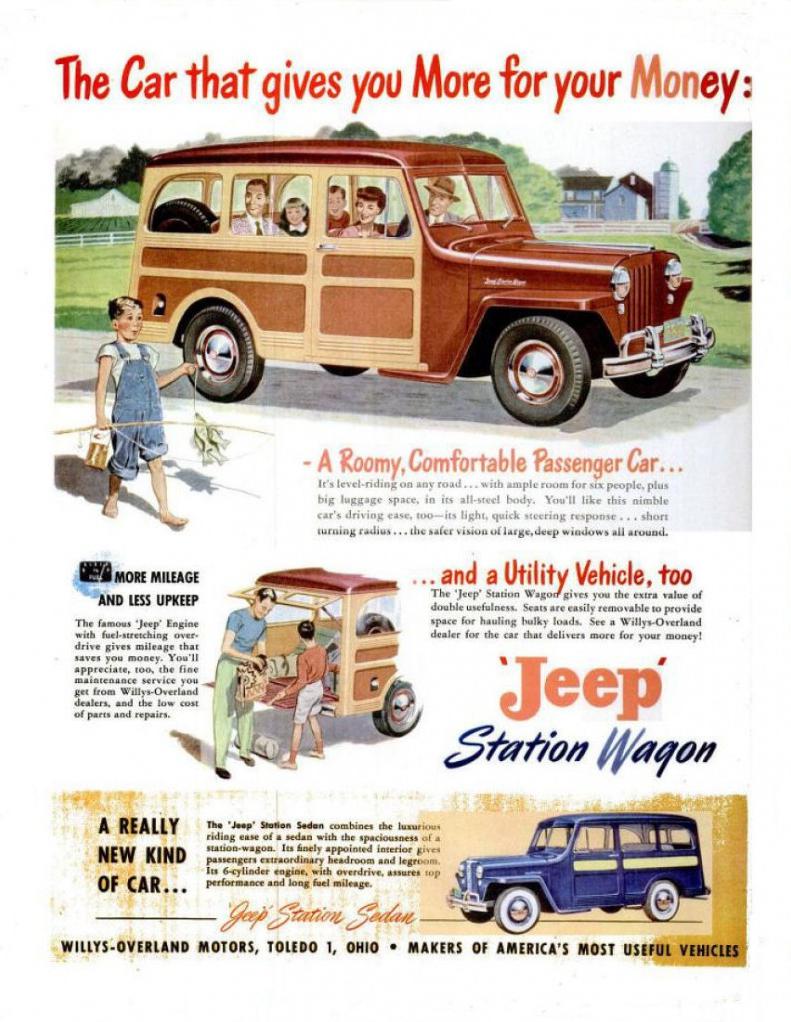 The Car that gives you More for your Money:
- A Roomy, Comfortable Passenger Car...
It's level-riding on any road... with ample room for six people, plus
big luggage space, in its all-steel body. You'll like this nimble
car's driving ease, too—its light, quick steering response... short
turning radius... the safer vision of large, deep windows all around.
FUEL
MORE MILEAGE
AND LESS UPKEEP
The famous 'Jeep' Engine
with fuel-stretching over-
drive gives mileage that
saves you money. You'll
appreciate, too, the fine
maintenance service you
get from Willys-Overland
dealers, and the low cost
of parts and repairs.
...and a Utility Vehicle, too
The 'Jeep' Station Wagon gives you the extra value of
double usefulness. Seats are easily removable to provide
space for hauling bulky loads. See a Willys-Overland
dealer for the car that delivers more for your money!
'Jeep'
Station Wagon
A REALLY
NEW KIND
OF CAR...
The 'Jeep' Station Sedan combines the luxurious
riding ease of a sedan with the spaciousness of a
station-wagon. Its finely appointed interior gives
passengers extraordinary headroom and legroom.
Its 6-cylinder engine, with overdrive, assures top
performance and long fuel mileage.
'Jeep' Station Sedan
WILLYS-OVERLAND MOTORS, TOLEDO 1, OHIO • MAKERS OF AMERICA'S MOST USEFUL VEHICLES